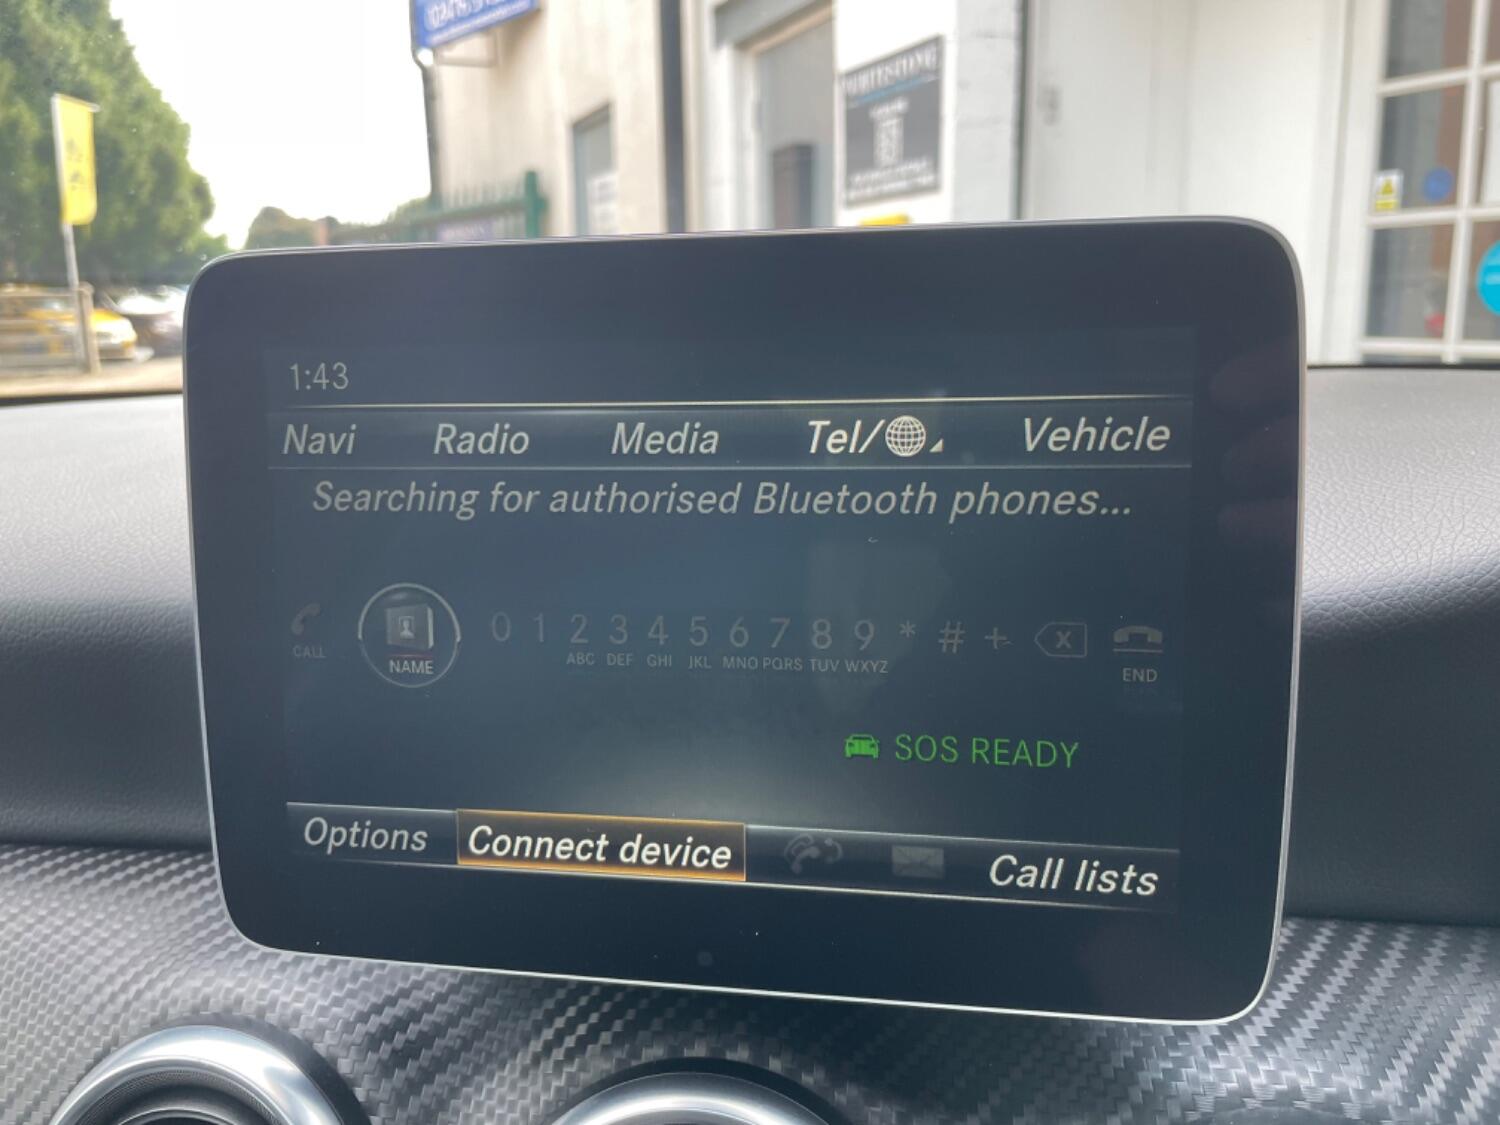 1:43
Navi Radio Media Tel/ Vehicle
Searching for authorised Bluetooth phones...
0 1 2 3 4 5 6 7 8 9 * # + X
CALL NAME ABC DEF GHI JKL MNO PQRS TUV WXYZ END
SOS READY
Options Connect device Call lists